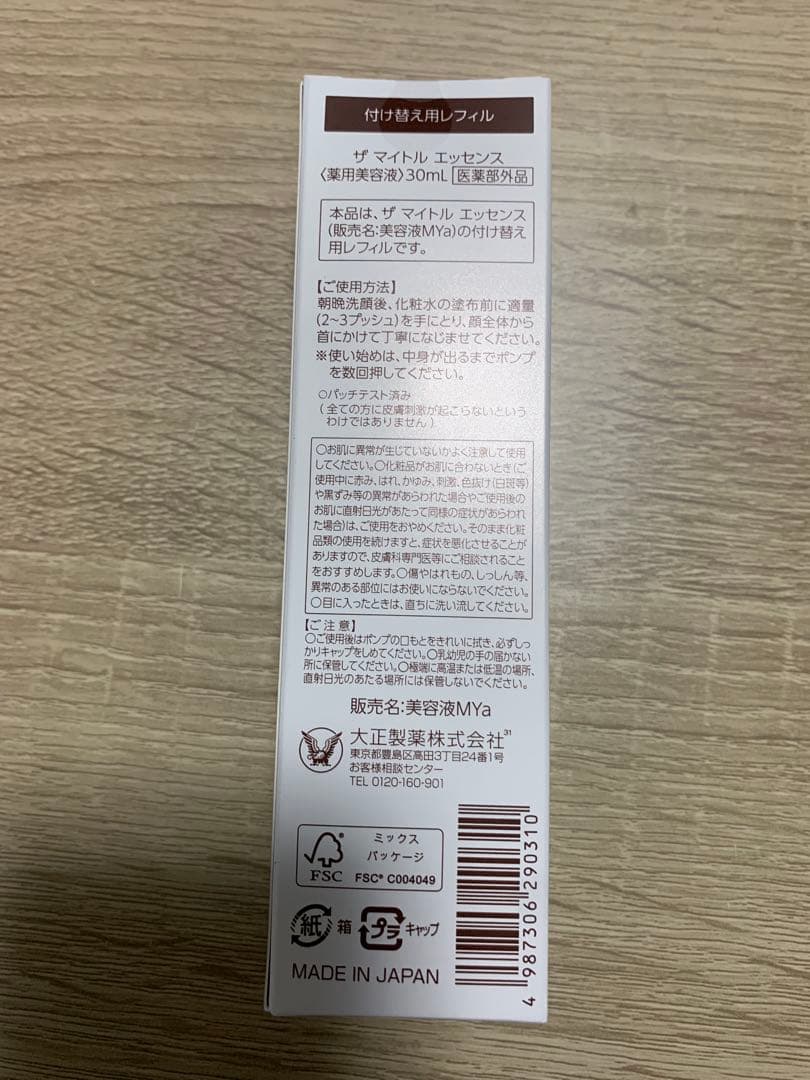 付け替え用レフィル
ザ マイトル エッセンス
〈薬用美容液〉30mL 医薬部外品
本品は、ザ マイトル エッセンス
(販売名:美容液MYa)の付け替え
用レフィルです。
【ご使用方法】
朝晩洗顔後、化粧水の塗布前に適量
(2~3プッシュ)を手にとり、顔全体から
首にかけて丁寧になじませてください。
※使い始めは、中身が出るまでポンプ
を数回押してください。
○パッチテスト済み
(全ての方に皮膚刺激が起こらないという
わけではありません)
○お肌に異常が生じていないかよく注意して使用
してください。○化粧品がお肌に合わないとき(ご
使用中に赤み、はれ、かゆみ、刺激、色抜け(白斑等)
や黒ずみ等の異常があらわれた場合やご使用後の
お肌に直射日光があたって同様の症状があらわれ
た場合)は、ご使用をおやめください。そのまま化粧
品類の使用を続けますと、症状を悪化させることが
ありますので、皮膚科専門医等にご相談されること
をおすすめします。○傷やはれもの、しっしん等、
異常のある部位にはお使いにならないでください。
○目に入ったときは、直ちに洗い流してください。
【ご注意】
○ご使用後はポンプの口もとをきれいに拭き、必ずしっ
かりキャップをしめてください。○乳幼児の手の届かない
所に保管してください。○極端に高温または低温の場所、
直射日光のあたる場所には保管しないでください。
販売名:美容液MYa
大正製薬株式会社31
東京都豊島区高田3丁目24番1号
お客様相談センター
TEL 0120-160-901
ミックス
パッケージ
FSC
FSC® C004049
紙 箱 プラ キャップ
MADE IN JAPAN
4 987306 290310